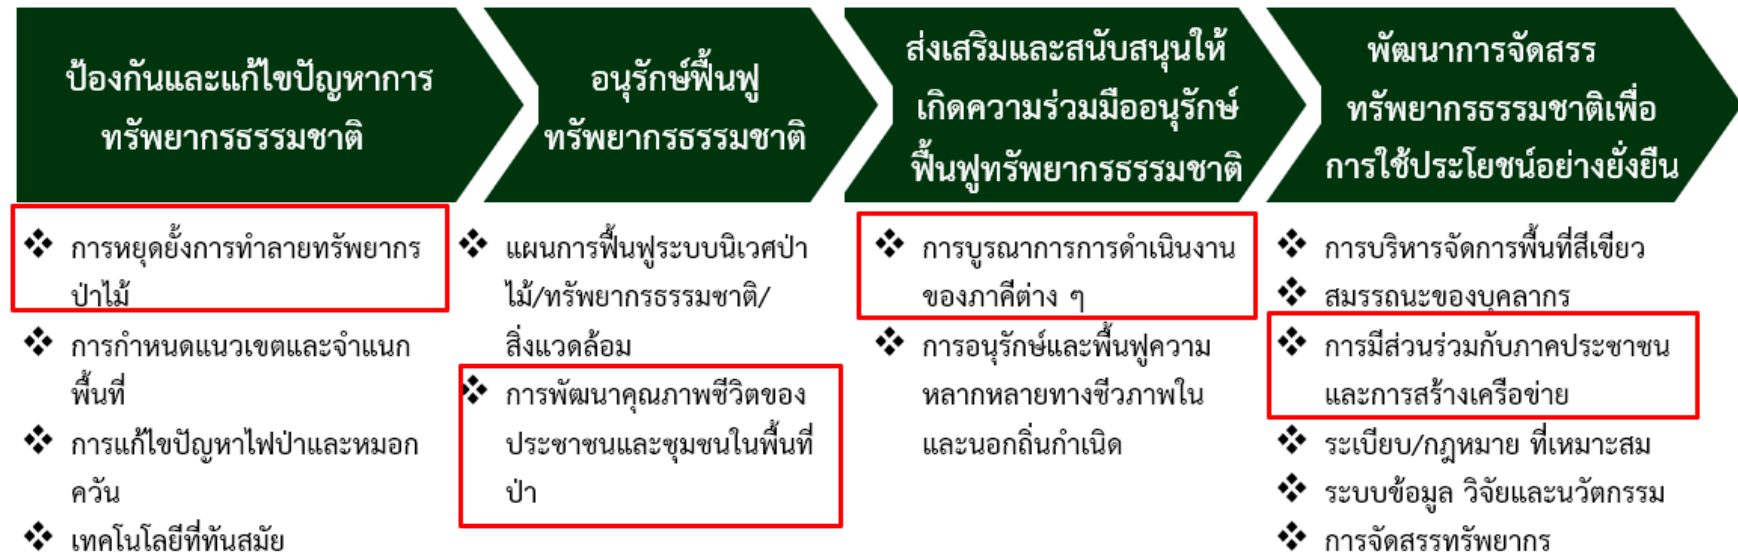 ป้องกันและแก้ไขปัญหาการ
ทรัพยากรธรรมชาติ
❖ การหยุดยั้งการทำลายทรัพยากร
ป่าไม้
❖ การกำหนดแนวเขตและจำแนก
พื้นที่
❖ การแก้ไขปัญหาไฟป่าและหมอก
ควัน
❖ เทคโนโลยีที่ทันสมัย
อนุรักษ์ฟื้นฟู
ทรัพยากรธรรมชาติ
❖ แผนการฟื้นฟูระบบนิเวศป่า
ไม้/ทรัพยากรธรรมชาติ/
สิ่งแวดล้อม
❖ การพัฒนาคุณภาพชีวิตของ
ประชาชนและชุมชนในพื้นที่
ป่า
ส่งเสริมและสนับสนุนให้
เกิดความร่วมมืออนุรักษ์
ฟื้นฟูทรัพยากรธรรมชาติ
❖ การบูรณาการการดำเนินงาน
ของภาคีต่าง ๆ
❖ การอนุรักษ์และฟื้นฟูความ
หลากหลายทางชีวภาพใน
และนอกถิ่นกำเนิด
พัฒนาการจัดสรร
ทรัพยากรธรรมชาติเพื่อ
การใช้ประโยชน์อย่างยั่งยืน
❖ การบริหารจัดการพื้นที่สีเขียว
❖ สมรรถนะของบุคลากร
❖ การมีส่วนร่วมกับภาคประชาชน
และการสร้างเครือข่าย
❖ ระเบียบ/กฎหมาย ที่เหมาะสม
❖ ระบบข้อมูล วิจัยและนวัตกรรม
❖ การจัดสรรทรัพยากร